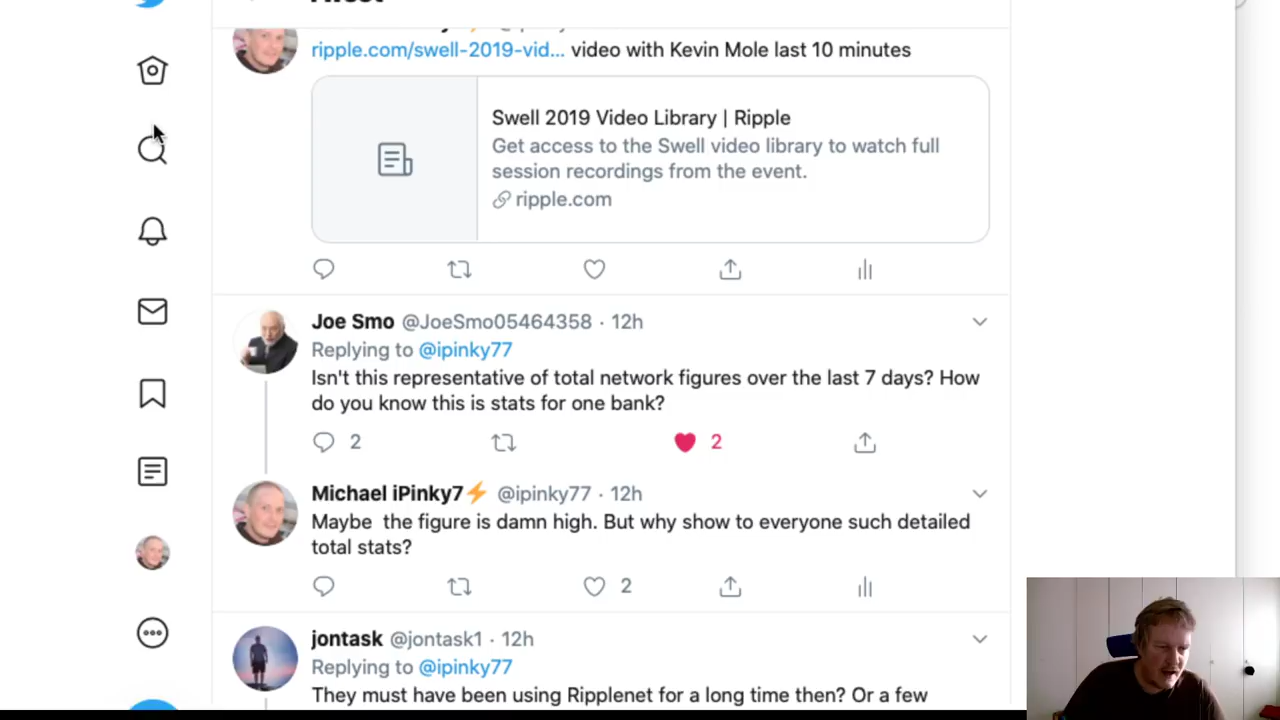 ripple.com/swell-2019-vid... video with Kevin Mole last 10 minutes
Swell 2019 Video Library | Ripple
Get access to the Swell video library to watch full
session recordings from the event.
ripple.com
Joe Smo @JoeSmo05464358 · 12h
Replying to @ipinky77
Isn't this representative of total network figures over the last 7 days? How
do you know this is stats for one bank?
2 2
Michael iPinky7⚡ @ipinky77 · 12h
Maybe the figure is damn high. But why show to everyone such detailed
total stats?
2
jontask @jontask1 · 12h
Replying to @ipinky77
They must have been using Ripplenet for a long time then? Or a few